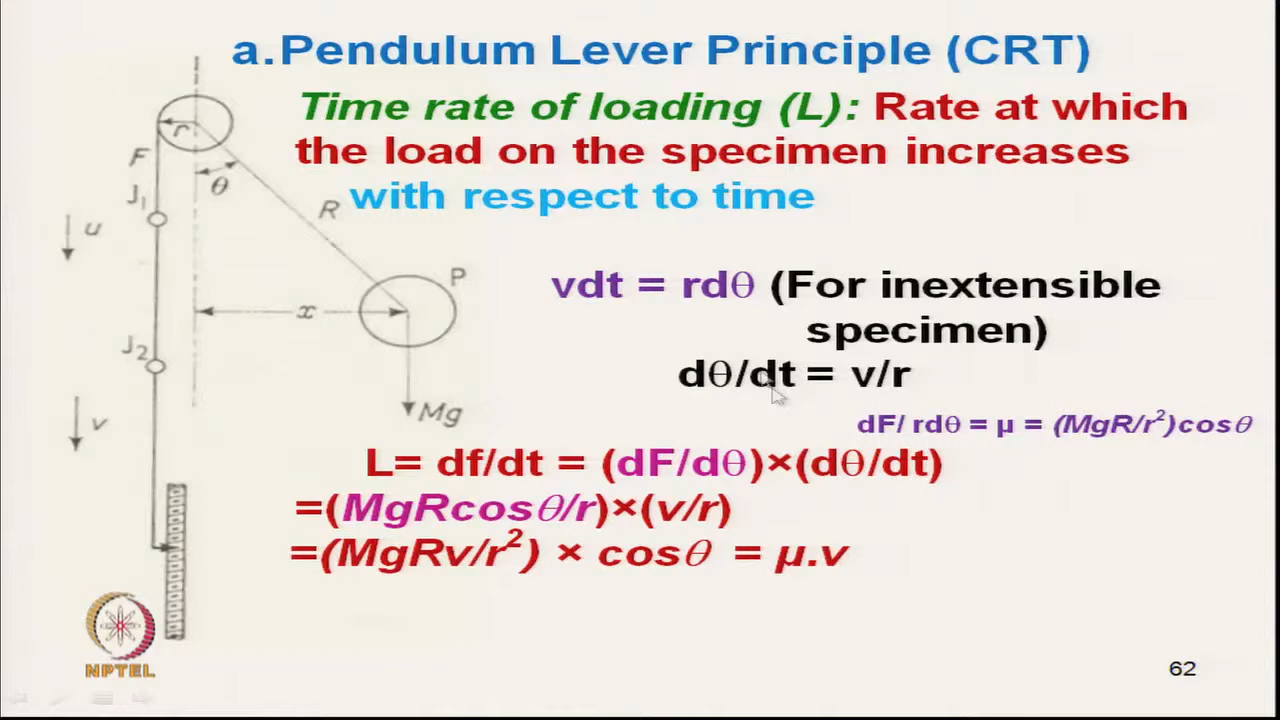 a.Pendulum Lever Principle (CRT)
Time rate of loading (L): Rate at which
the load on the specimen increases
with respect to time
r
F
θ
J₁
R
u
P
x
J₂
Mg
v
vdt = rdθ (For inextensible
specimen)
dθ/dt = v/r
dF/ rdθ = μ = (MgR/r²)cosθ
L= df/dt = (dF/dθ)×(dθ/dt)
=(MgRcosθ/r)×(v/r)
=(MgRv/r²) × cosθ = μ.v
NPTEL
62